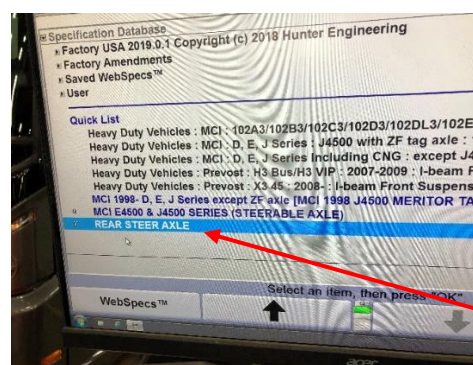 Specification Database
Factory USA 2019.0.1 Copyright (c) 2018 Hunter Engineering
Factory Amendments
Saved WebSpecs™
User
Quick List
Heavy Duty Vehicles : MCI : 102A3/102B3/102C3/102D3/102DL3/102E
Heavy Duty Vehicles : MCI : D, E, J Series : J4500 with ZF tag axle :
Heavy Duty Vehicles : MCI : D, E, J Series Including CNG : except J4
Heavy Duty Vehicles : Prevost : H3 Bus/H3 VIP : 2007-2009 : I-beam F
Heavy Duty Vehicles : Prevost : X3 45 : 2008- : I-beam Front Suspens
MCI 1998- D, E, J Series except ZF axle [MCI 1998 J4500 MERITOR TA
MCI E4500 & J4500 SERIES (STEERABLE AXLE)
REAR STEER AXLE
Select an item, then press "OK"
WebSpecs™
acer